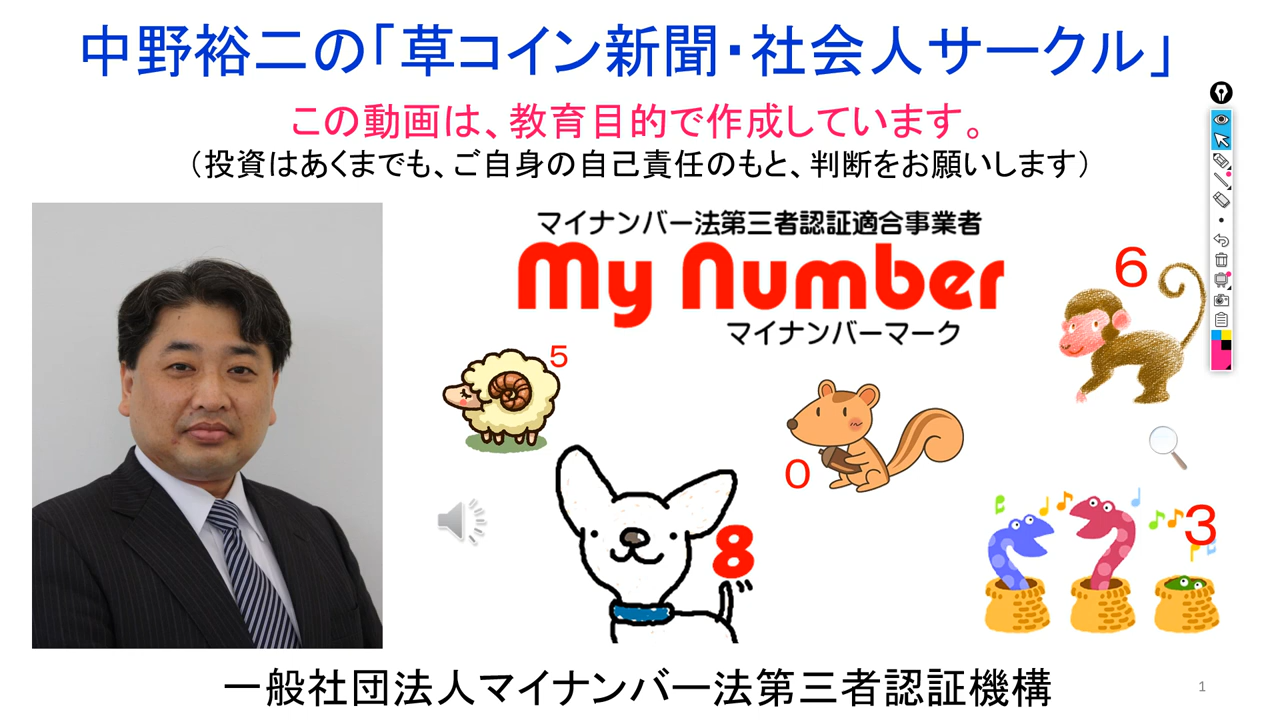 中野裕二の「草コイン新聞・社会人サークル」
この動画は、教育目的で作成しています。
（投資はあくまでも、ご自身の自己責任のもと、判断をお願いします）
マイナンバー法第三者認証適合事業者
My Number
マイナンバーマーク
6
5
0
8
3
一般社団法人マイナンバー法第三者認証機構
1